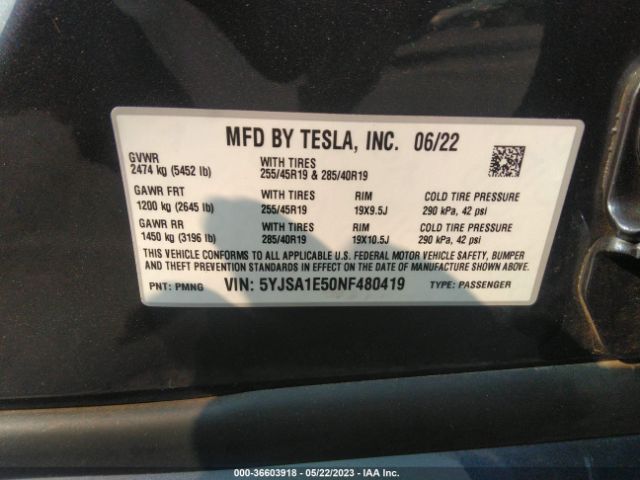 MFD BY TESLA, INC. 06/22
GVWR
2474 kg (5452 lb)
WITH TIRES
255/45R19 & 285/40R19
GAWR FRT
1200 kg (2645 lb)
WITH TIRES
255/45R19
RIM
19X9.5J
COLD TIRE PRESSURE
290 kPa, 42 psi
GAWR RR
1450 kg (3196 lb)
WITH TIRES
285/40R19
RIM
19X10.5J
COLD TIRE PRESSURE
290 kPa, 42 psi
THIS VEHICLE CONFORMS TO ALL APPLICABLE U.S. FEDERAL MOTOR VEHICLE SAFETY, BUMPER
AND THEFT PREVENTION STANDARDS IN EFFECT ON THE DATE OF MANUFACTURE SHOWN ABOVE.
PNT: PMNG VIN: 5YJSA1E50NF480419 TYPE: PASSENGER
000-36603918 - 05/22/2023 - IAA Inc.